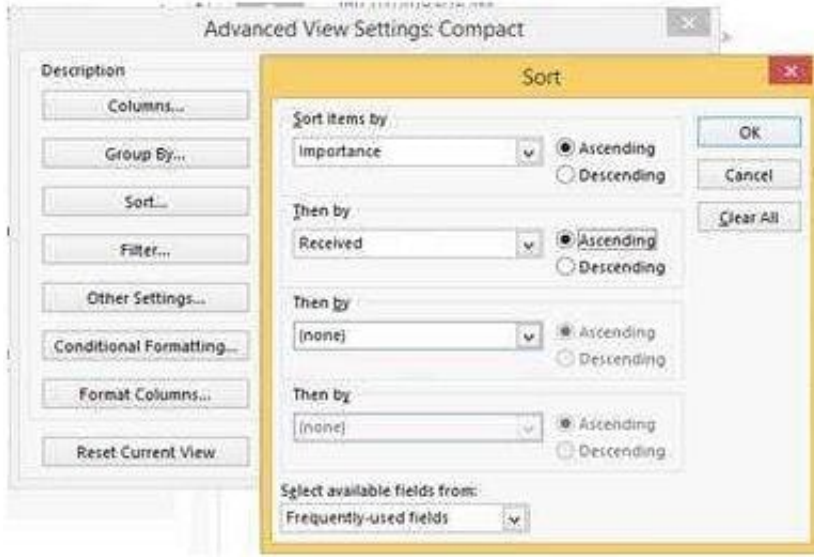 Advanced View Settings: Compact
Description
Columns...
Group By...
Sort...
Filter...
Other Settings...
Conditional Formatting...
Format Columns...
Reset Current View
Sort
Sort items by
Importance
Ascending
Descending
Then by
Received
Ascending
Descending
Then by
(none)
Ascending
Descending
Then by
(none)
Ascending
Descending
Select available fields from:
Frequently-used fields
OK
Cancel
Clear All